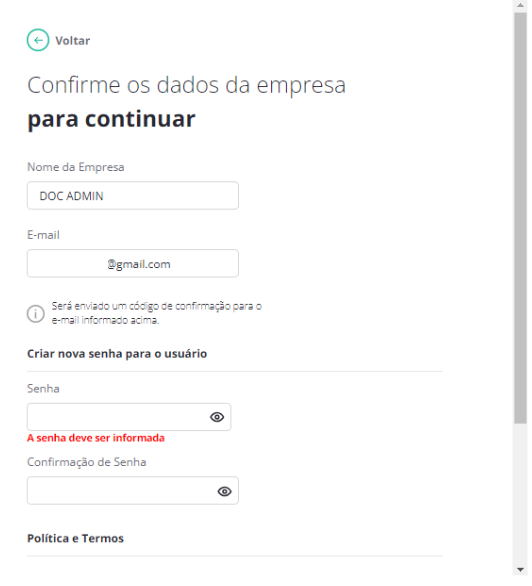 Voltar
Confirme os dados da empresa
para continuar
Nome da Empresa
DOC ADMIN
E-mail
@gmail.com
Será enviado um código de confirmação para o
e-mail informado acima.
Criar nova senha para o usuário
Senha
A senha deve ser informada
Confirmação de Senha
Política e Termos